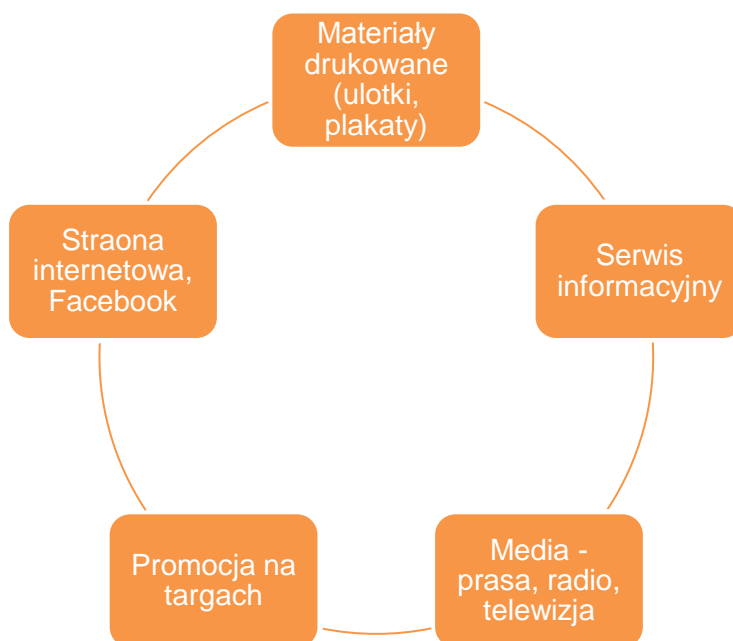 Materiały
drukowane
(ulotki,
plakaty)
Serwis
informacyjny
Media -
prasa, radio,
telewizja
Promocja na
targach
Straona
internetowa,
Facebook